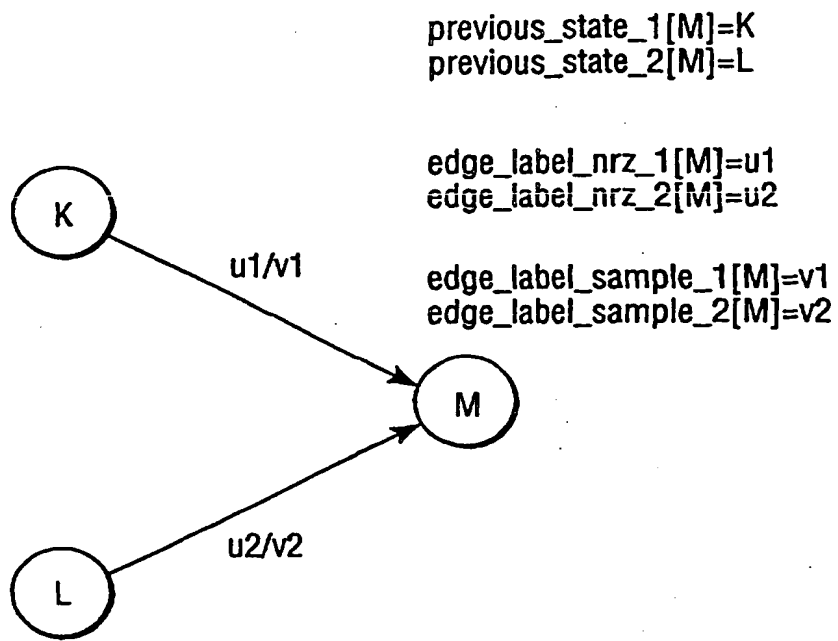 previous_state_1[M]=K
previous_state_2[M]=L
edge_label_nrz_1[M]=u1
edge_label_nrz_2[M]=u2
edge_label_sample_1[M]=v1
edge_label_sample_2[M]=v2
K
u1/v1
M
u2/v2
L